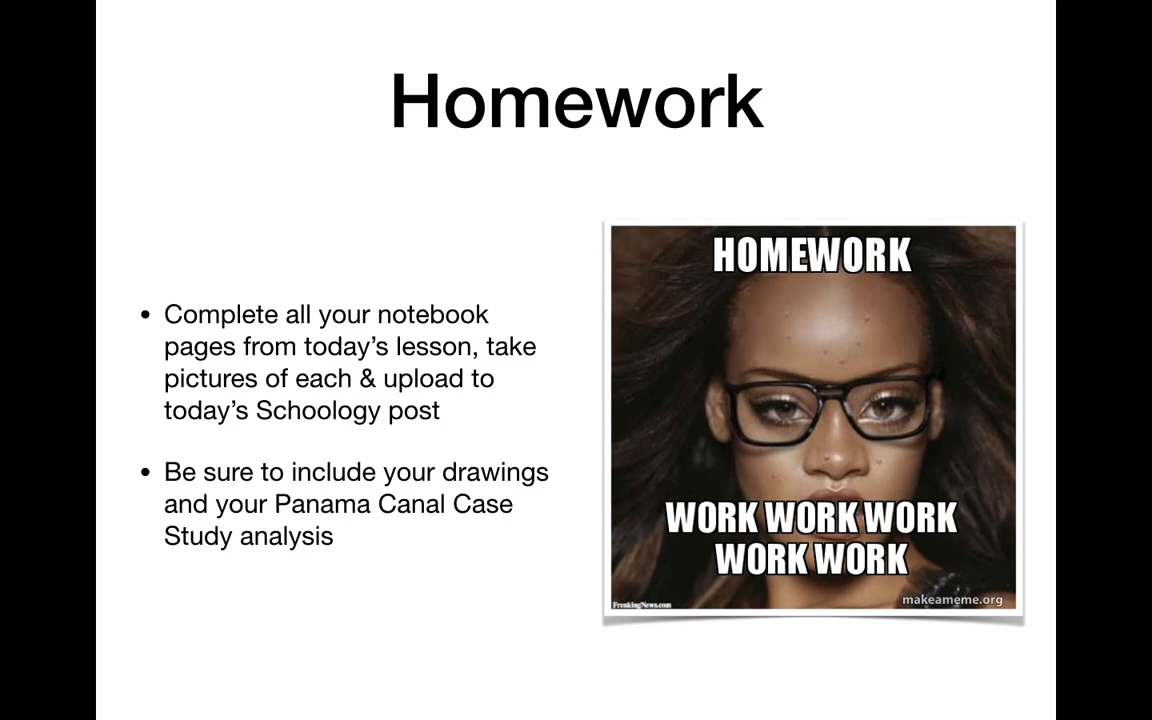 Homework
• Complete all your notebook
pages from today’s lesson, take
pictures of each & upload to
today’s Schoology post
• Be sure to include your drawings
and your Panama Canal Case
Study analysis
HOMEWORK
WORK WORK WORK
WORK WORK
FreakingNews.com
makeameme.org